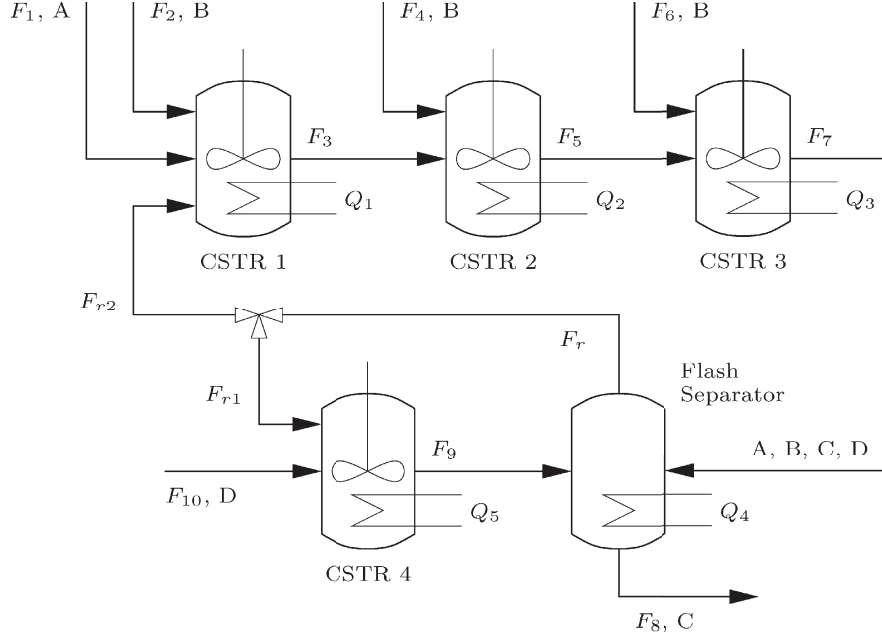 F1, A
F2, B
F4, B
F6, B
F3
F5
F7
Q1
Q2
Q3
CSTR 1
CSTR 2
CSTR 3
Fr2
Fr
Flash
Separator
Fr1
F9
A, B, C, D
F10, D
Q5
Q4
CSTR 4
F8, C